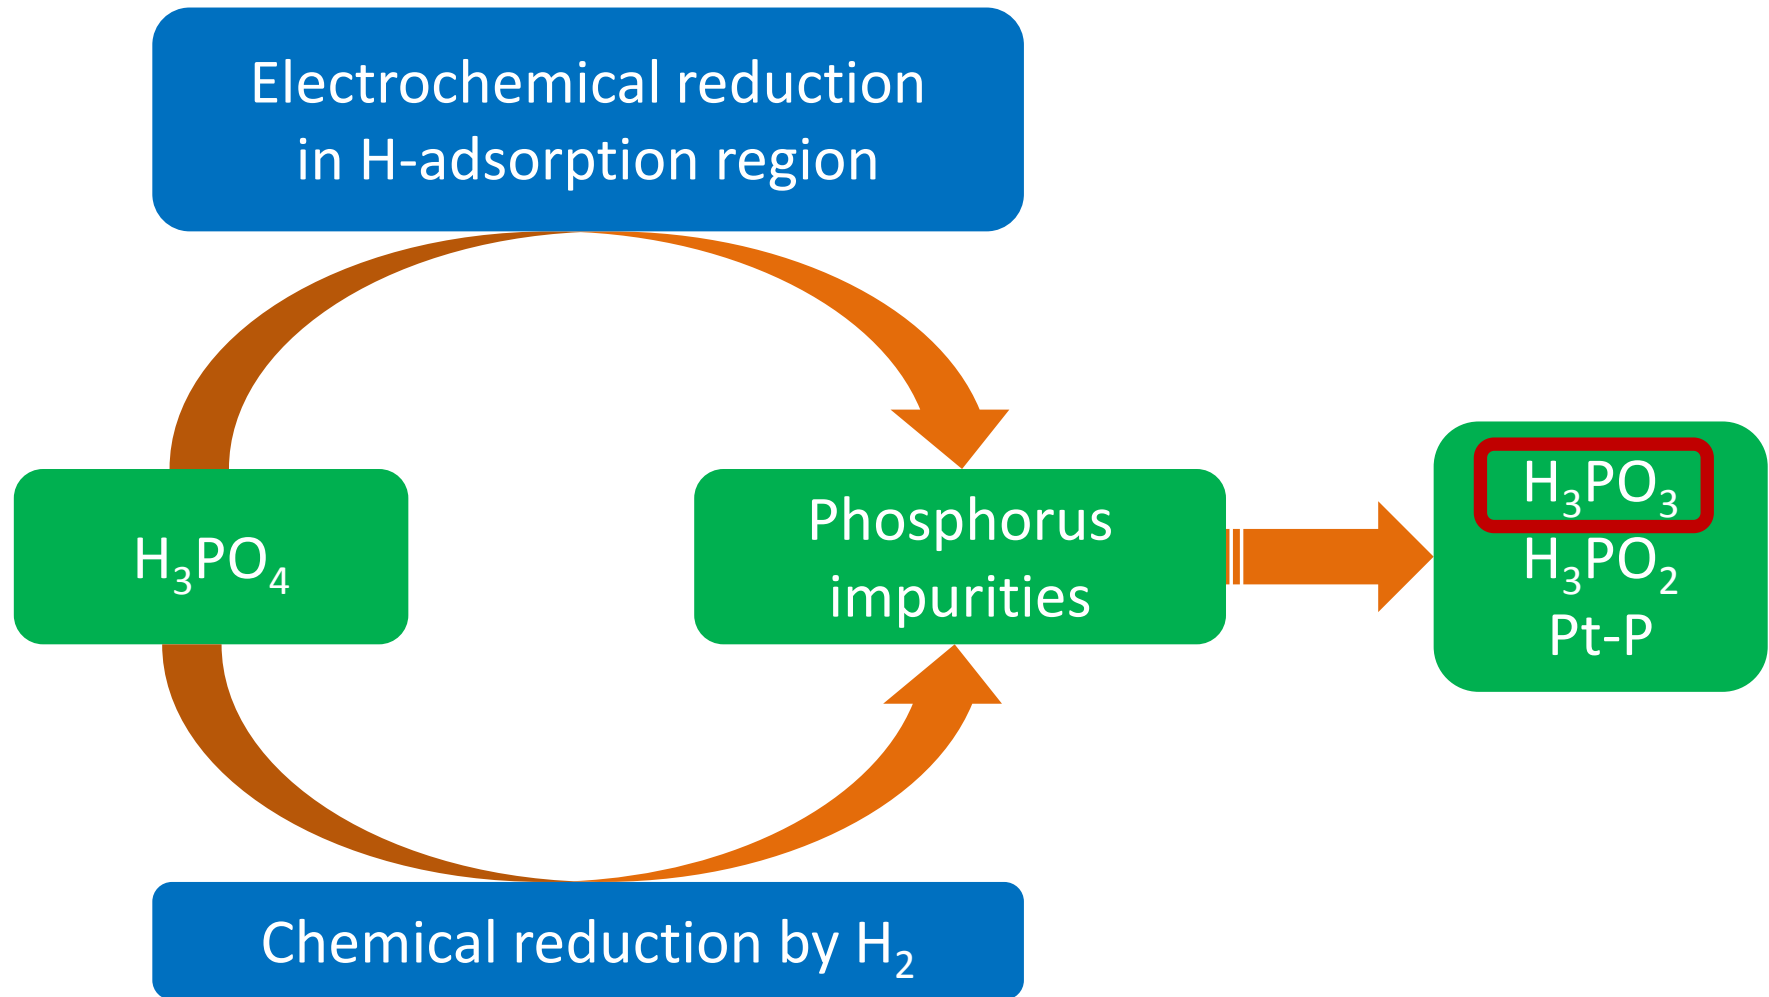 Electrochemical reduction
in H-adsorption region
H₃PO₄
Phosphorus
impurities
H₃PO₃
H₃PO₂
Pt-P
Chemical reduction by H₂